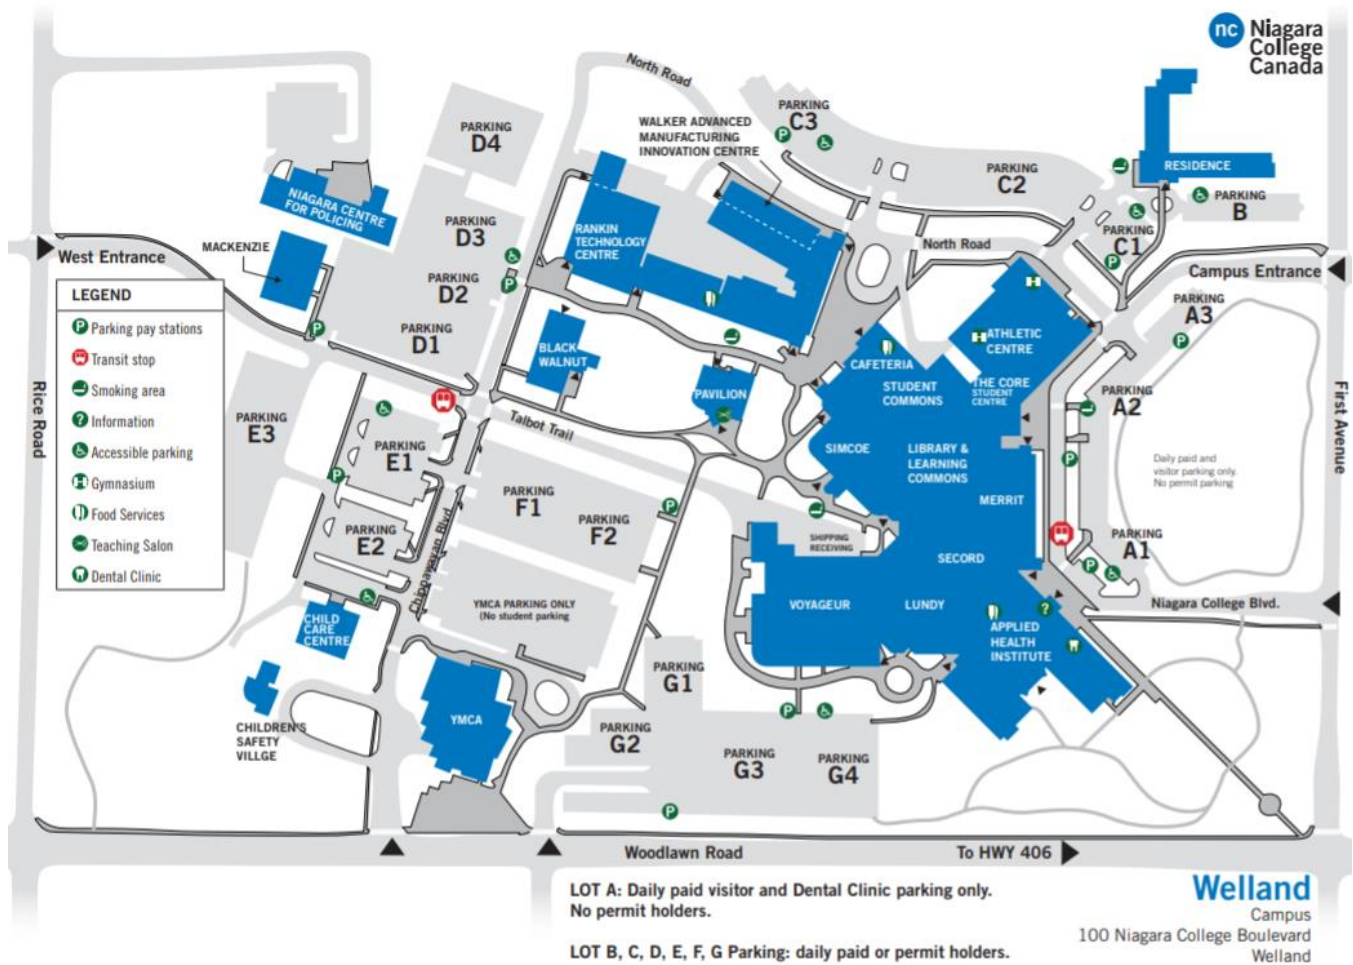 nc Niagara
College
Canada
North Road
PARKING
C3
WALKER ADVANCED
MANUFACTURING
INNOVATION CENTRE
PARKING
D4
PARKING
C2
RESIDENCE
PARKING
B
NIAGARA CENTRE
FOR POLICING
PARKING
D3
RANKIN
TECHNOLOGY
CENTRE
PARKING
C1
North Road
MACKENZIE
West Entrance
Campus Entrance
LEGEND
P Parking pay stations
Transit stop
Smoking area
? Information
Accessible parking
Gymnasium
Food Services
Teaching Salon
Dental Clinic
PARKING
D2
P
PARKING
D1
PARKING
A3
P
ATHLETIC
CENTRE
BLACK
WALNUT
CAFETERIA
STUDENT
COMMONS
THE CORE
STUDENT
CENTRE
PAVILION
PARKING
A2
Rice Road
First Avenue
PARKING
E3
Talbot Trail
PARKING
E1
SIMCOE
LIBRARY &
LEARNING
COMMONS
MERRIT
Daily paid and
visitor parking only.
No permit parking
PARKING
F1
PARKING
F2
PARKING
E2
Chippawayan Blvd
SHIPPING
RECEIVING
SECOND
PARKING
A1
YMCA PARKING ONLY
(No student parking
VOYAGEUR
LUNDY
Niagara College Blvd.
CHILD
CARE
CENTRE
APPLIED
HEALTH
INSTITUTE
PARKING
G1
YMCA
CHILDREN'S
SAFETY
VILLGE
PARKING
G2
PARKING
G3
PARKING
G4
Woodlawn Road
To HWY 406
LOT A: Daily paid visitor and Dental Clinic parking only.
No permit holders.
LOT B, C, D, E, F, G Parking: daily paid or permit holders.
Welland
Campus
100 Niagara College Boulevard
Welland